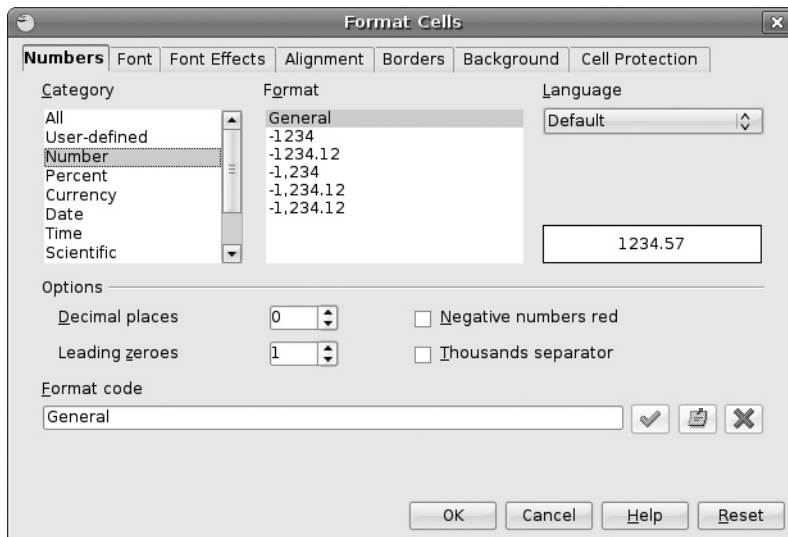 Format Cells
Numbers Font Font Effects Alignment Borders Background Cell Protection
Category
All
User-defined
Number
Percent
Currency
Date
Time
Scientific
Format
General
-1234
-1234.12
-1,234
-1,234.12
-1,234.12
Language
Default
1234.57
Options
Decimal places 0
Negative numbers red
Leading zeroes 1
Thousands separator
Format code
General
OK Cancel Help Reset